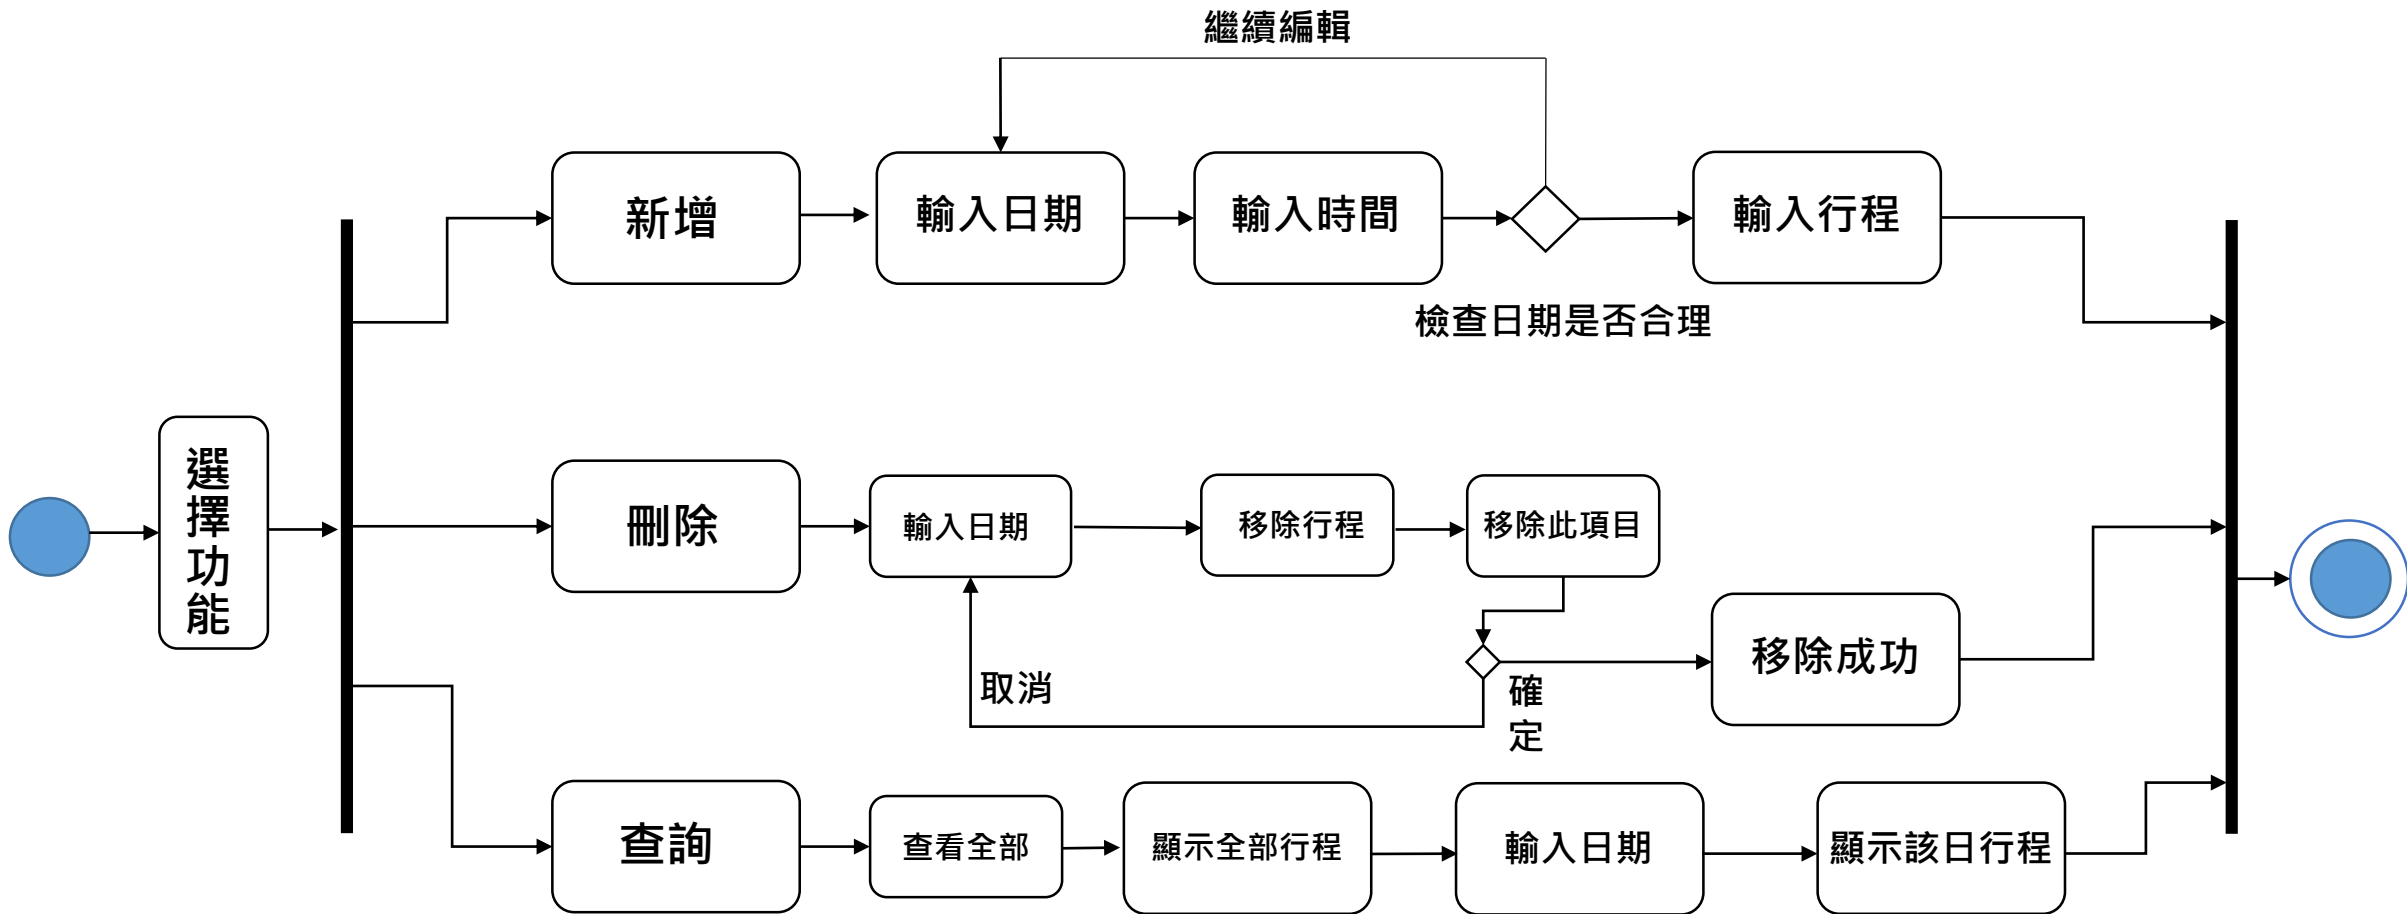 繼續編輯
新增
輸入日期
輸入時間
輸入行程
檢查日期是否合理
選
擇
功
能
刪除
輸入日期
移除行程
移除此項目
取消
確
定
移除成功
查詢
查看全部
顯示全部行程
輸入日期
顯示該日行程